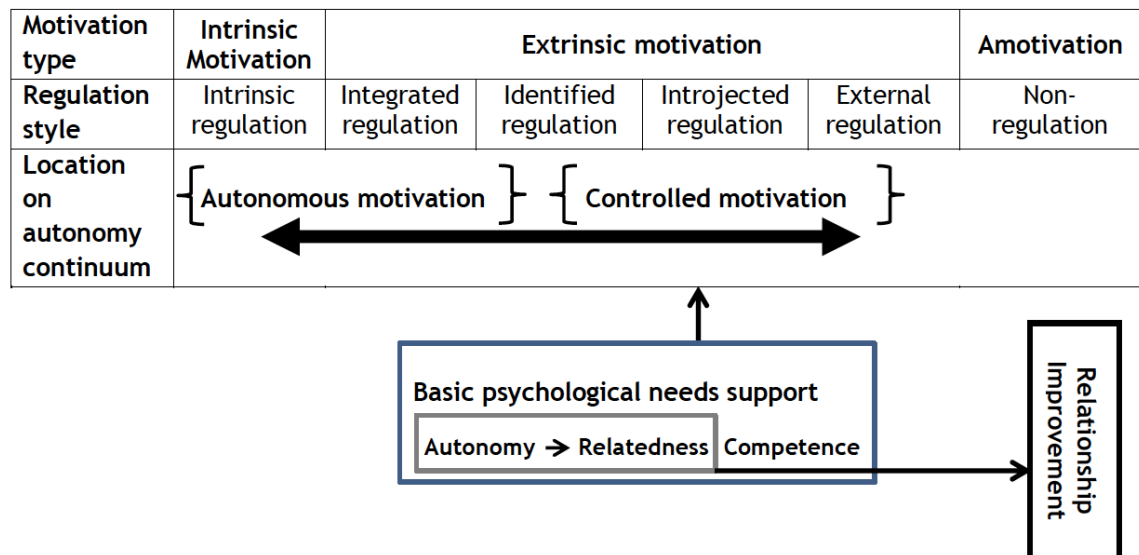 Motivation type
Intrinsic Motivation
Extrinsic motivation
Amotivation
Regulation style
Intrinsic regulation
Integrated regulation
Identified regulation
Introjected regulation
External regulation
Non-regulation
Location on autonomy continuum
{ Autonomous motivation }
{ Controlled motivation }
Basic psychological needs support
Autonomy → Relatedness Competence
Relationship Improvement